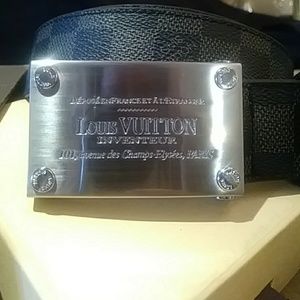 DÉPOSÉ EN FRANCE ET À L'ÉTRANGER
LOUIS VUITTON
INVENTEUR
101, avenue des Champs-Elysées, PARIS